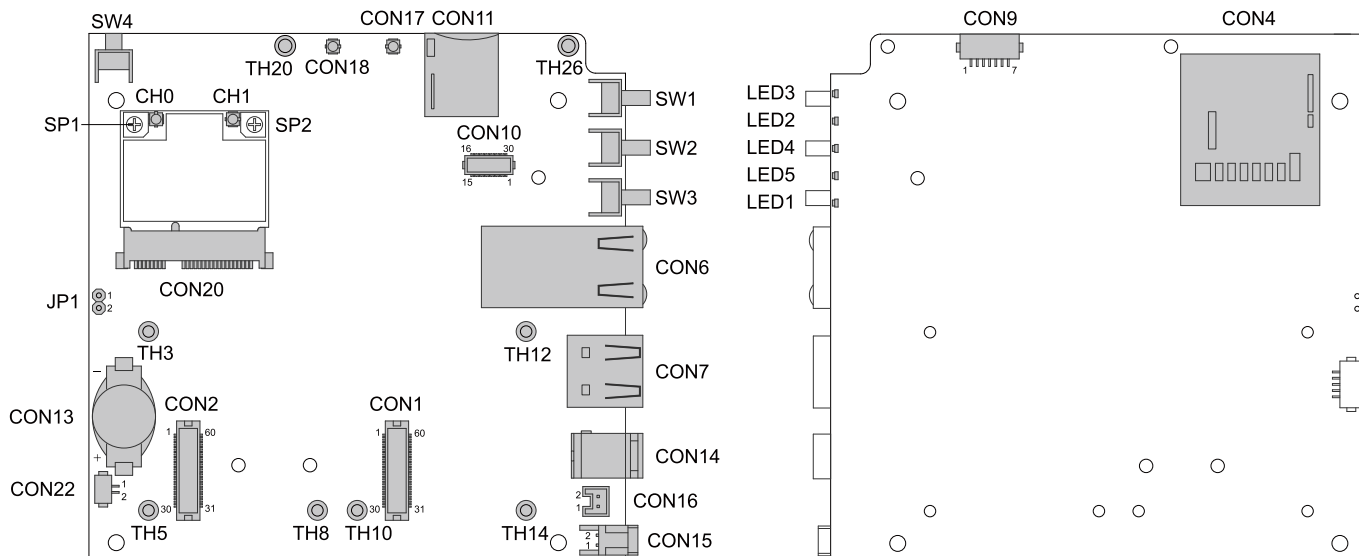 SW4
CON17 CON11
CON9
CON4
TH20
CON18
TH26
CH0
CH1
SP1
SP2
SW1
CON10
16
30
15
1
SW2
SW3
1
7
LED3
LED2
LED4
LED5
LED1
CON6
CON20
JP1
1
2
TH3
TH12
CON7
−
CON13
+
CON2
1
60
30
31
CON1
1
60
30
31
CON14
CON22
1
2
CON16
2
1
TH5
TH8
TH10
TH14
CON15
2
1